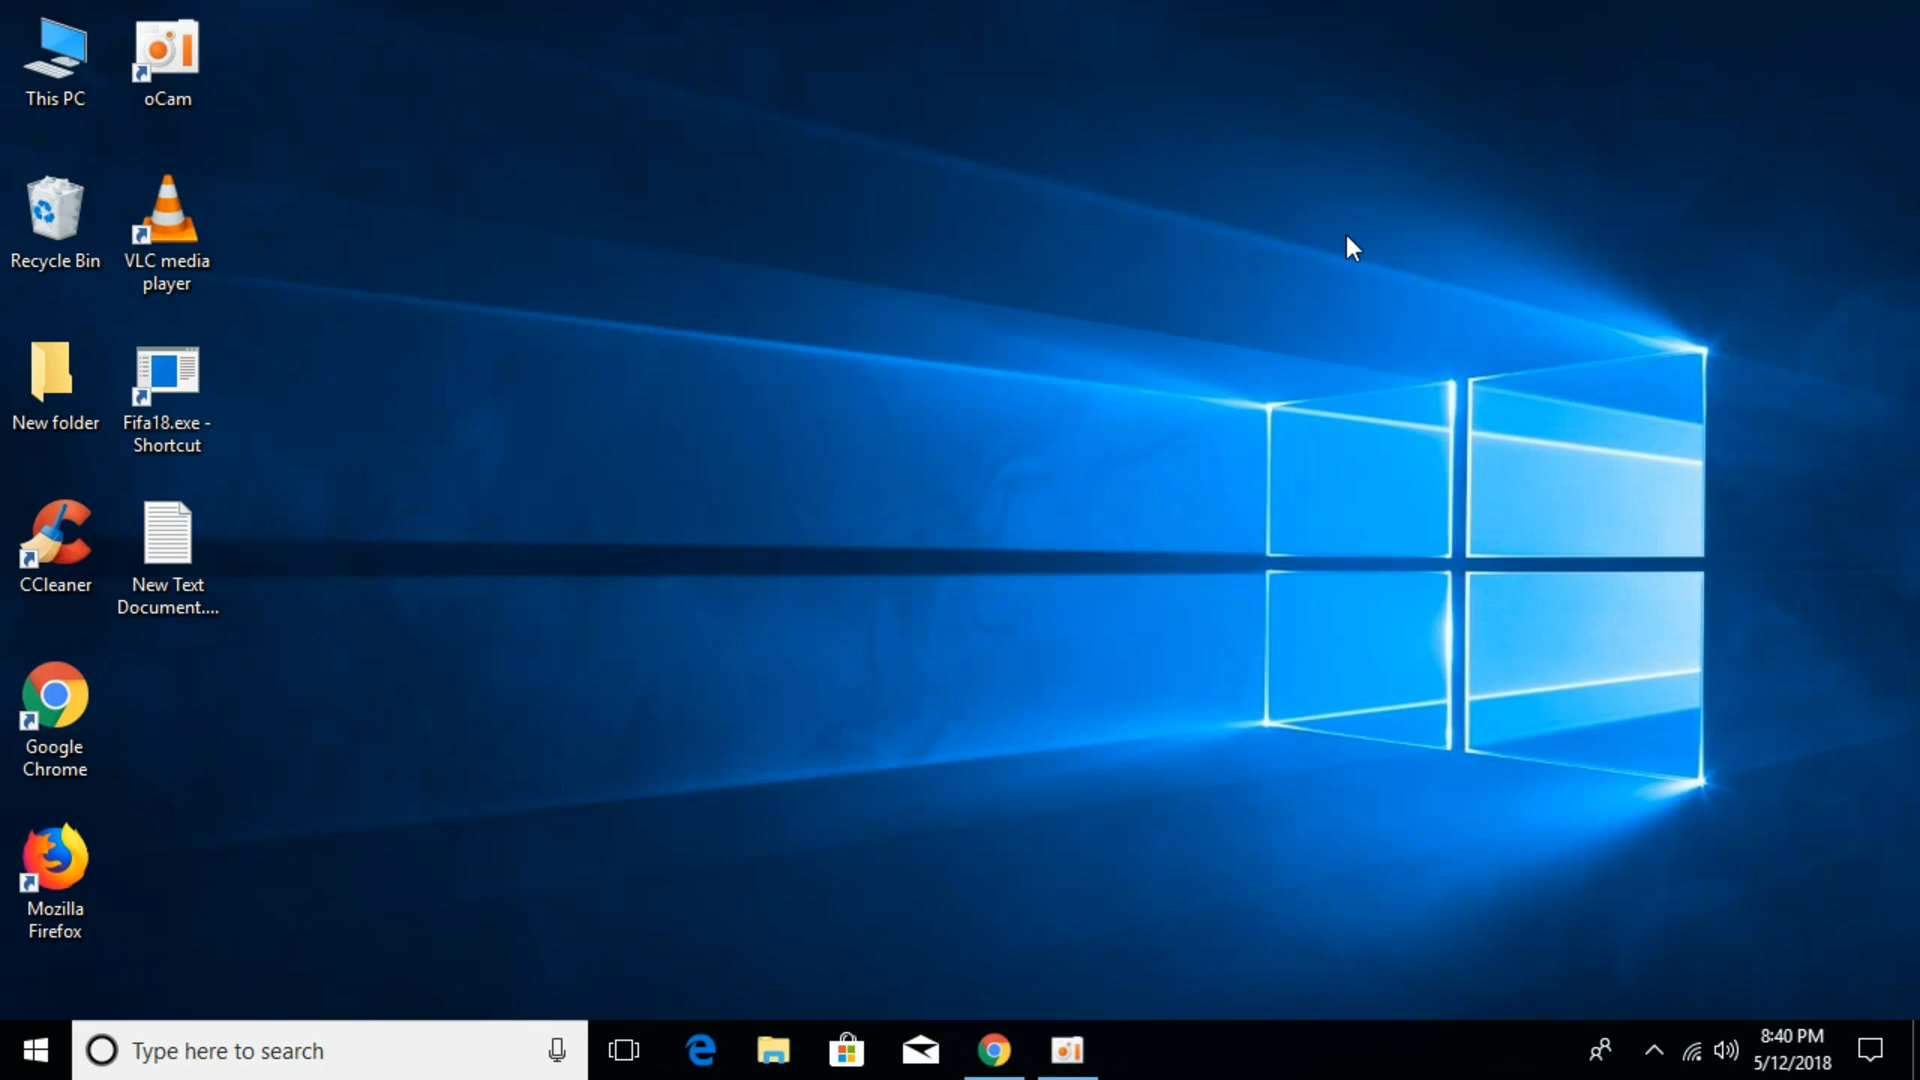 This PC
oCam
Recycle Bin
VLC media
player
New folder
Fifa18.exe -
Shortcut
CCleaner
New Text
Document....
Google
Chrome
Mozilla
Firefox
Type here to search
8:40 PM
5/12/2018